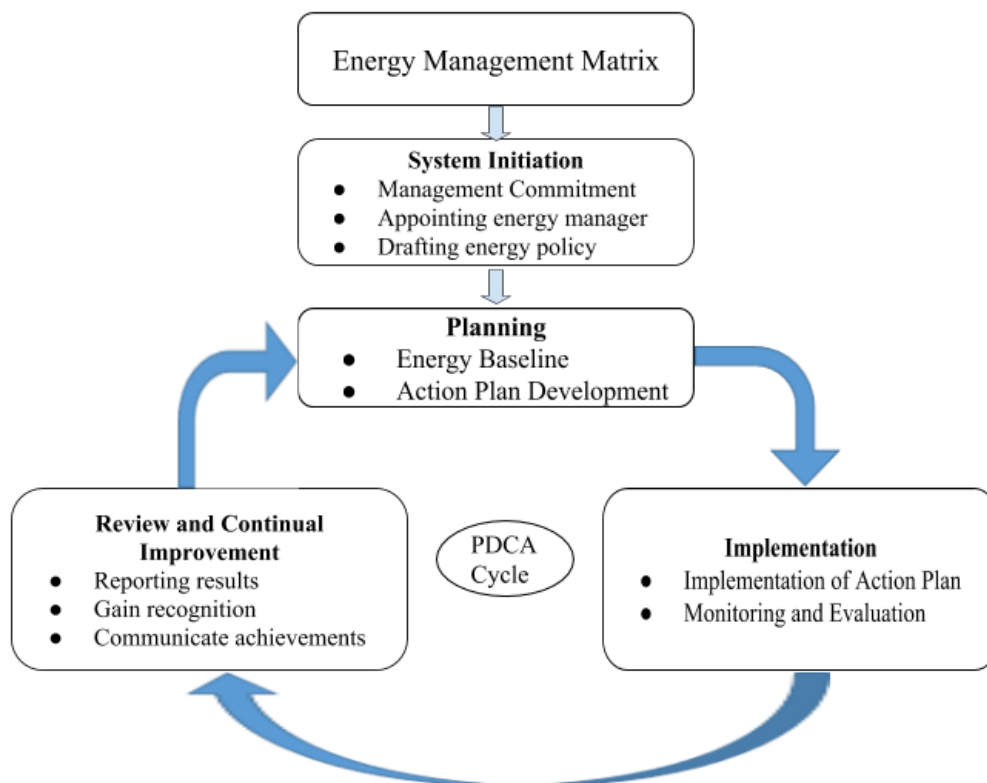 Energy Management Matrix
System Initiation
● Management Commitment
● Appointing energy manager
● Drafting energy policy
Planning
● Energy Baseline
● Action Plan Development
Review and Continual
Improvement
● Reporting results
● Gain recognition
● Communicate achievements
PDCA
Cycle
Implementation
● Implementation of Action Plan
● Monitoring and Evaluation